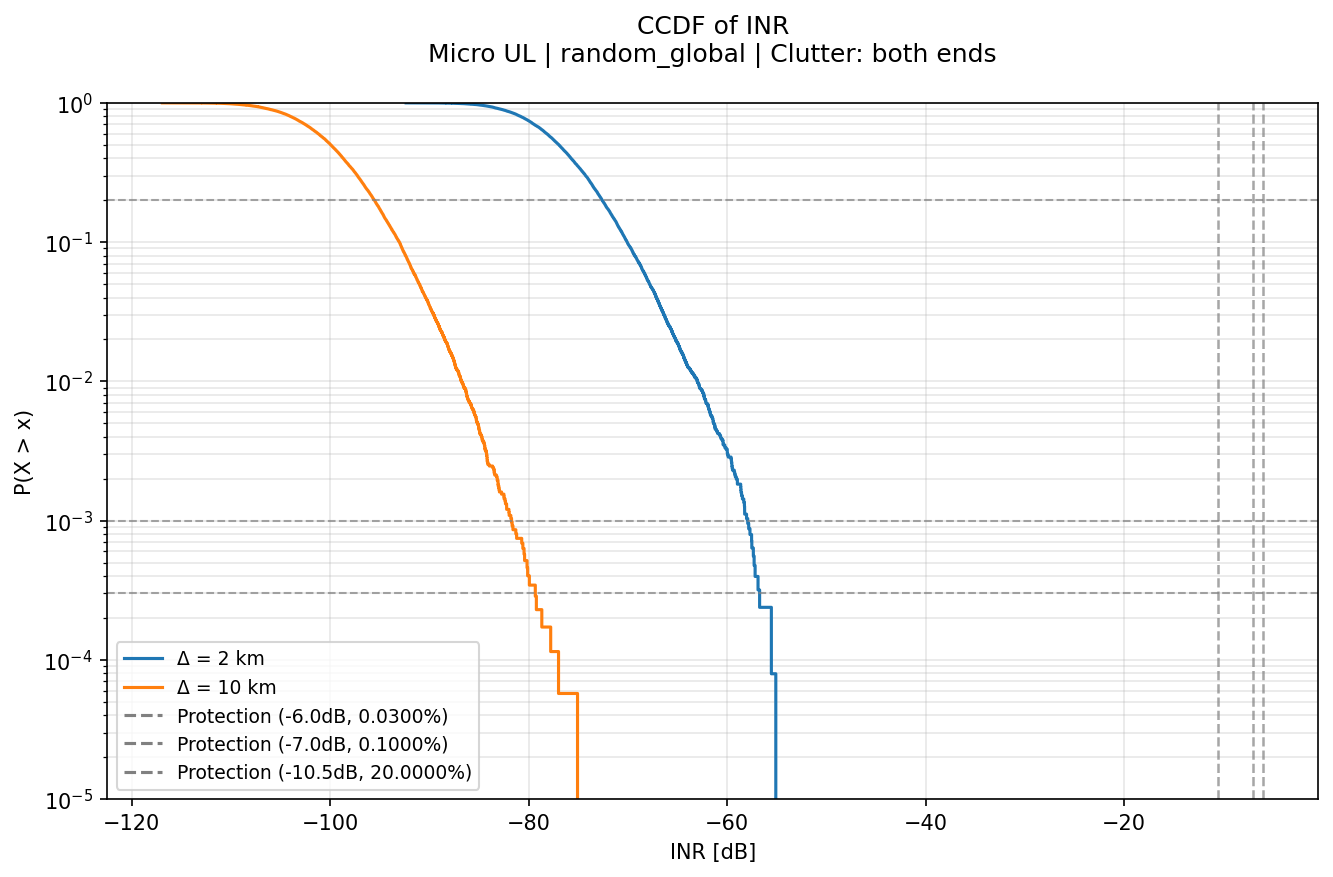 CCDF of INR
Micro UL | random_global | Clutter: both ends
P(X > x)
10⁰
10⁻¹
10⁻²
10⁻³
10⁻⁴
10⁻⁵
Δ = 2 km
Δ = 10 km
Protection (-6.0dB, 0.0300%)
Protection (-7.0dB, 0.1000%)
Protection (-10.5dB, 20.0000%)
−120 −100 −80 −60 −40 −20
INR [dB]